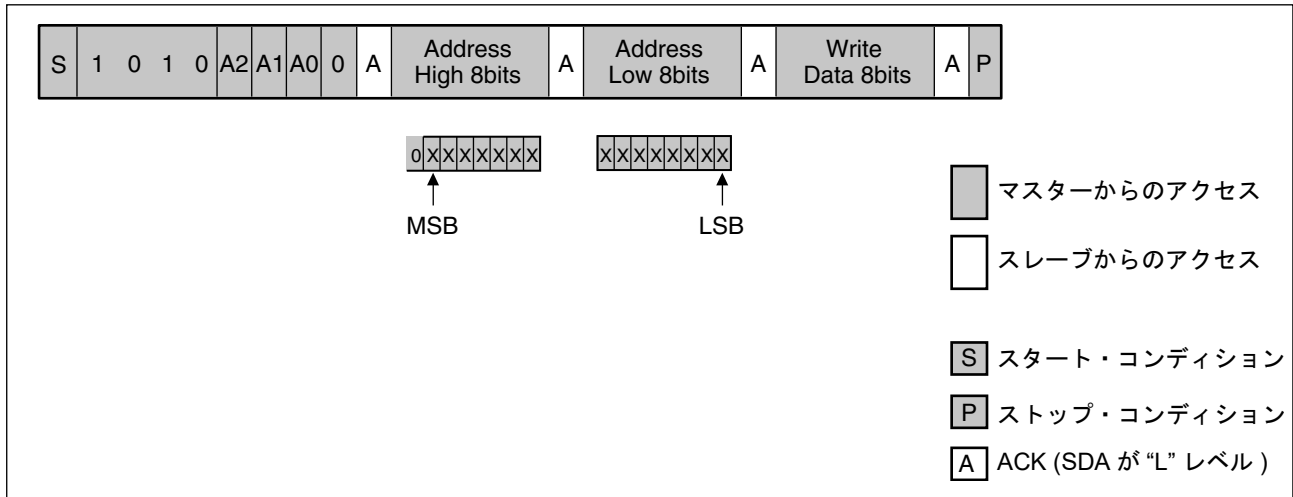 S 1 0 1 0 A2 A1 A0 0 A Address High 8bits A Address Low 8bits A Write Data 8bits A P
0 X X X X X X X X X X X X X X X
MSB LSB
マスターからのアクセス
スレーブからのアクセス
S スタート・コンディション
P ストップ・コンディション
A ACK (SDA が “L” レベル )